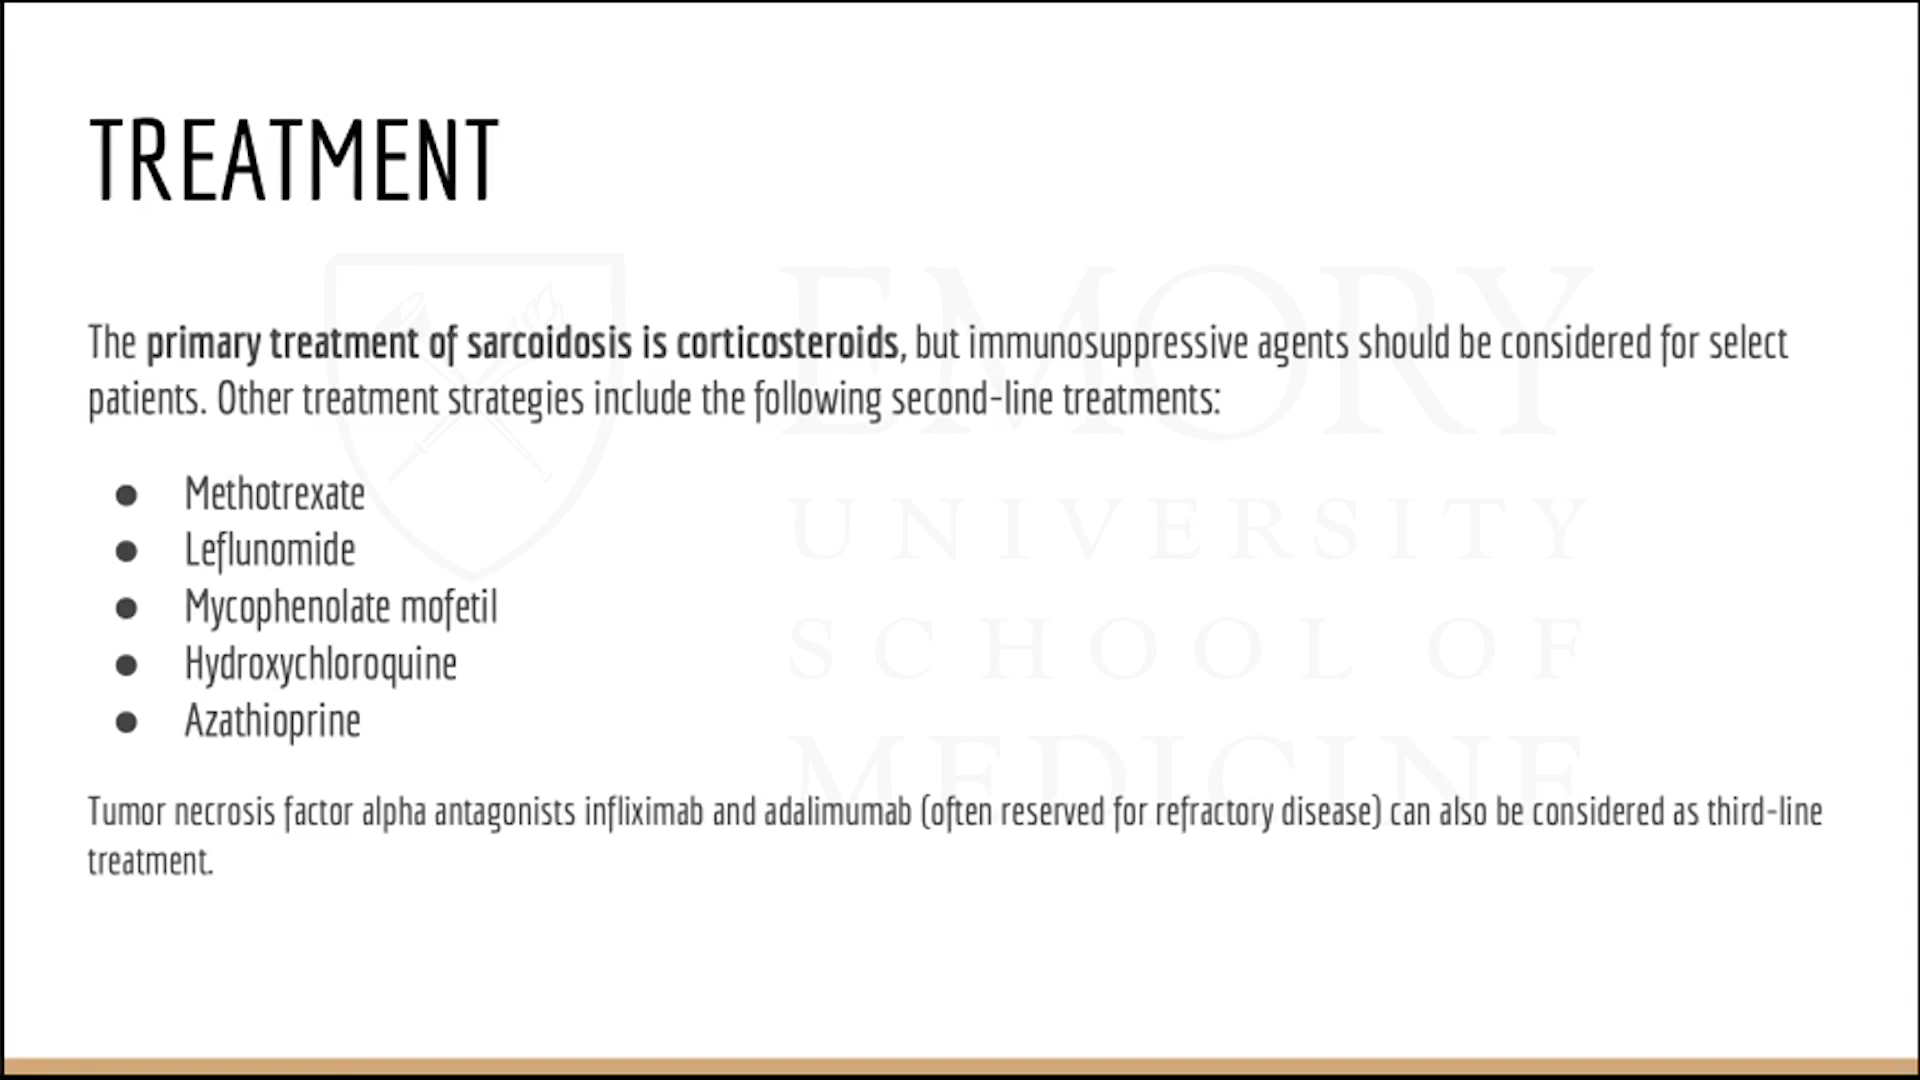 TREATMENT
The primary treatment of sarcoidosis is corticosteroids, but immunosuppressive agents should be considered for select
patients. Other treatment strategies include the following second-line treatments:
● Methotrexate
● Leflunomide
● Mycophenolate mofetil
● Hydroxychloroquine
● Azathioprine
Tumor necrosis factor alpha antagonists infliximab and adalimumab (often reserved for refractory disease) can also be considered as third-line
treatment.
EMORY
UNIVERSITY
SCHOOL OF
MEDICINE